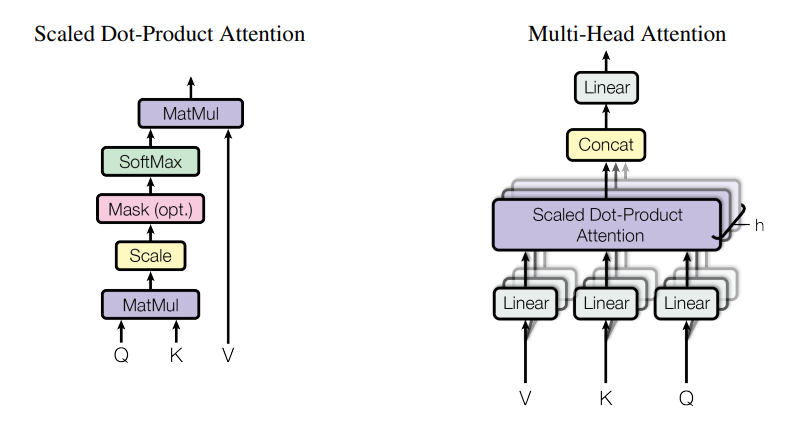 Scaled Dot-Product Attention
MatMul
SoftMax
Mask (opt.)
Scale
MatMul
Q K V
Multi-Head Attention
Linear
Concat
Scaled Dot-Product
Attention
h
Linear Linear Linear
V K Q